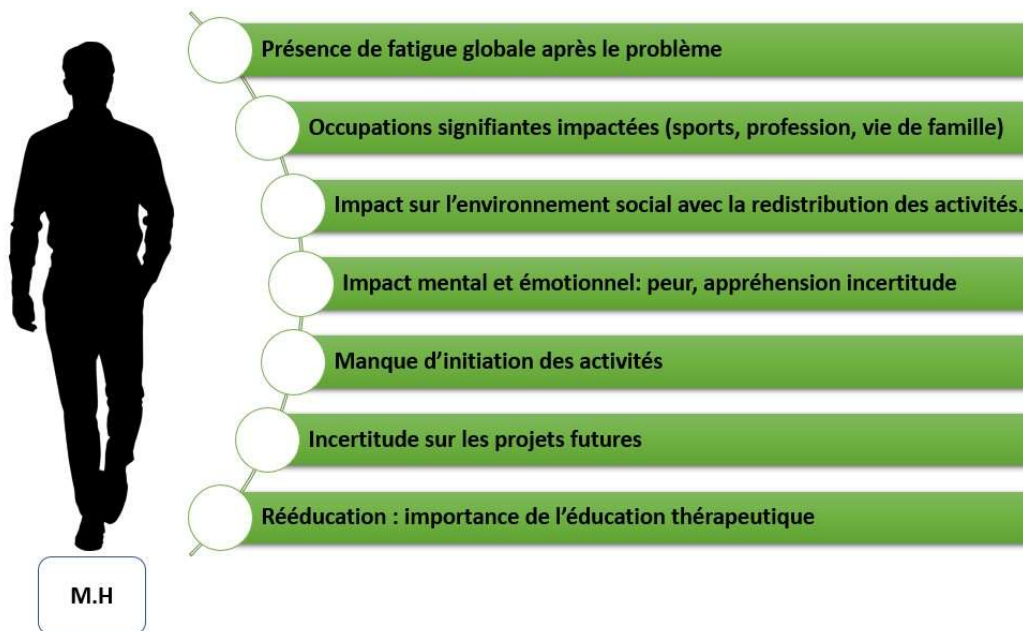 Présence de fatigue globale après le problème
Occupations signifiantes impactées (sports, profession, vie de famille)
Impact sur l'environnement social avec la redistribution des activités.
Impact mental et émotionnel: peur, appréhension incertitude
Manque d'initiation des activités
Incertitude sur les projets futures
Rééducation : importance de l'éducation thérapeutique
M.H